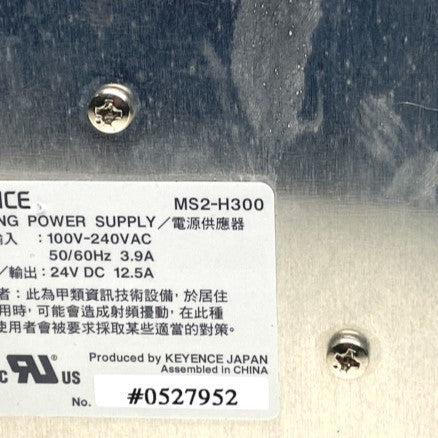 NCE MS2-H300
NG POWER SUPPLY／電源供應器
輸入 : 100V-240VAC
50/60Hz 3.9A
/輸出 : 24V DC 12.5A
者 : 此為甲類資訊技術設備，於居住
用時，可能會造成射頻擾動，在此種
使用者會被要求採取某些適當的對策。
Produced by KEYENCE JAPAN
Assembled in CHINA
C US
No. #0527952